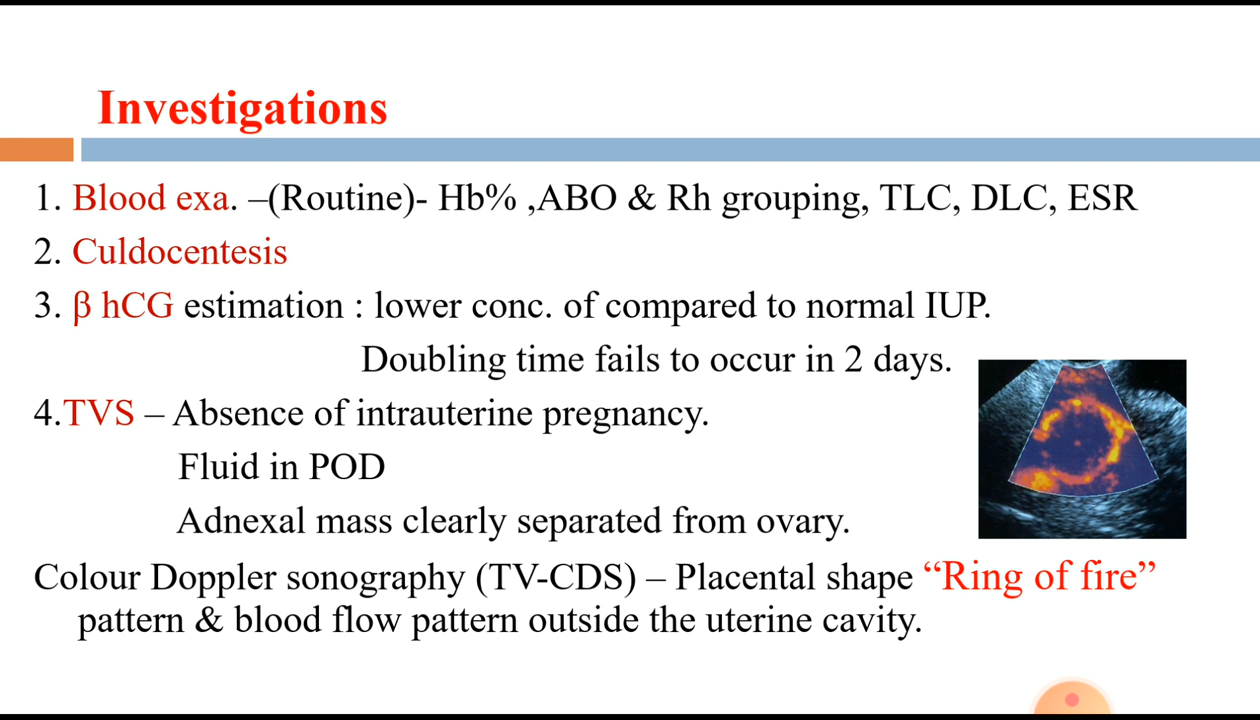 Investigations
1. Blood exa. –(Routine)- Hb% ,ABO & Rh grouping, TLC, DLC, ESR
2. Culdocentesis
3. β hCG estimation : lower conc. of compared to normal IUP.
Doubling time fails to occur in 2 days.
4.TVS – Absence of intrauterine pregnancy.
Fluid in POD
Adnexal mass clearly separated from ovary.
Colour Doppler sonography (TV-CDS) – Placental shape “Ring of fire”
pattern & blood flow pattern outside the uterine cavity.